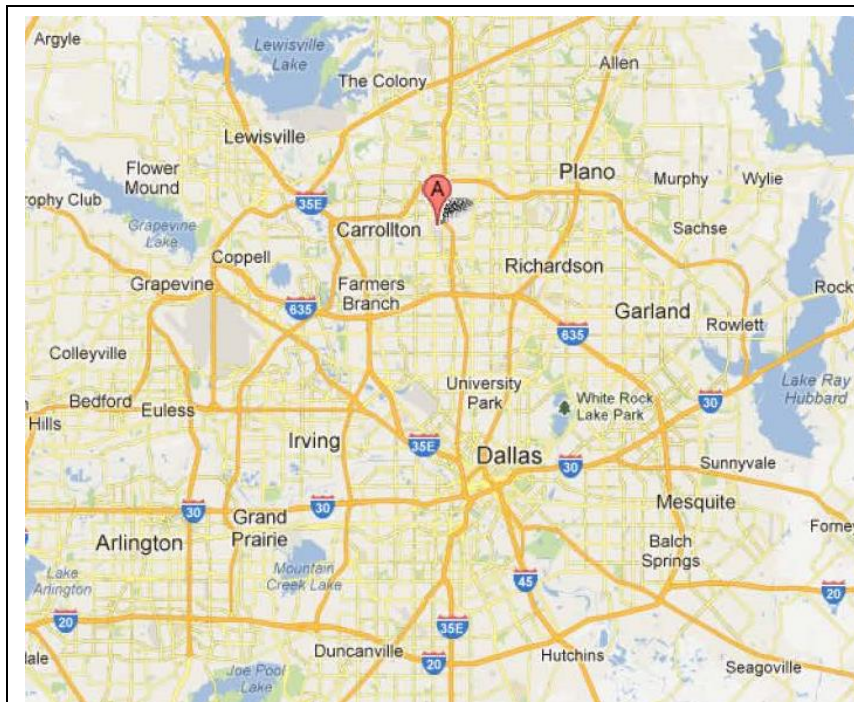 Argyle
Lewisville
Lake
Allen
The Colony
Lewisville
Flower
Mound
Plano
Murphy
Wylie
rophy Club
A
35E
Grapevine
Lake
Carrollton
Sachse
Coppell
Richardson
Grapevine
Farmers
Branch
635
Garland
Rock
Rowlett
635
Colleyville
University
Park
Lake Ray
Hubbard
Bedford
Euless
White Rock
Lake Park
30
Hills
Irving
35E
Dallas
30
Sunnyvale
30
Grand
Prairie
30
Mesquite
Arlington
Forney
Balch
Springs
Mountain
Creek Lake
Lake
Arlington
45
20
20
35E
Duncanville
20
Hutchins
dale
Seagoville
Joe Pool
Lake